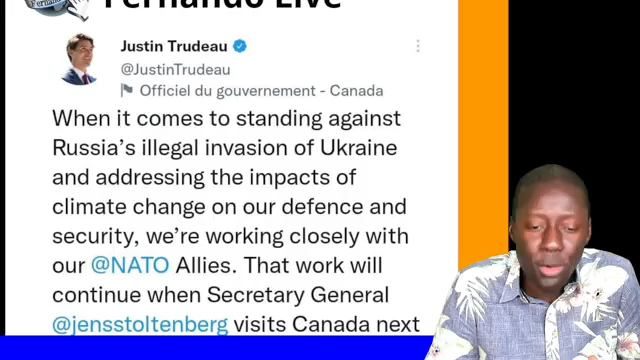 Fernando Live
Justin Trudeau
@JustinTrudeau
Officiel du gouvernement - Canada
When it comes to standing against
Russia's illegal invasion of Ukraine
and addressing the impacts of
climate change on our defence and
security, we're working closely with
our @NATO Allies. That work will
continue when Secretary General
@jensstoltenberg visits Canada next